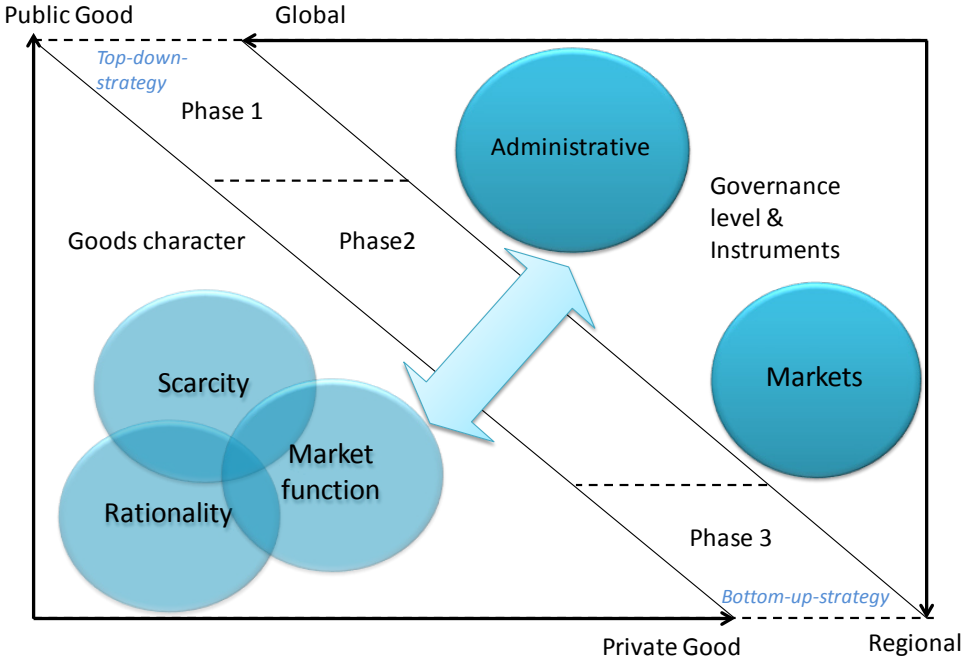 Public Good
Global
Top-down-
strategy
Phase 1
Administrative
Governance
level &
Instruments
Goods character
Phase2
Scarcity
Markets
Market
function
Rationality
Phase 3
Bottom-up-strategy
Private Good
Regional